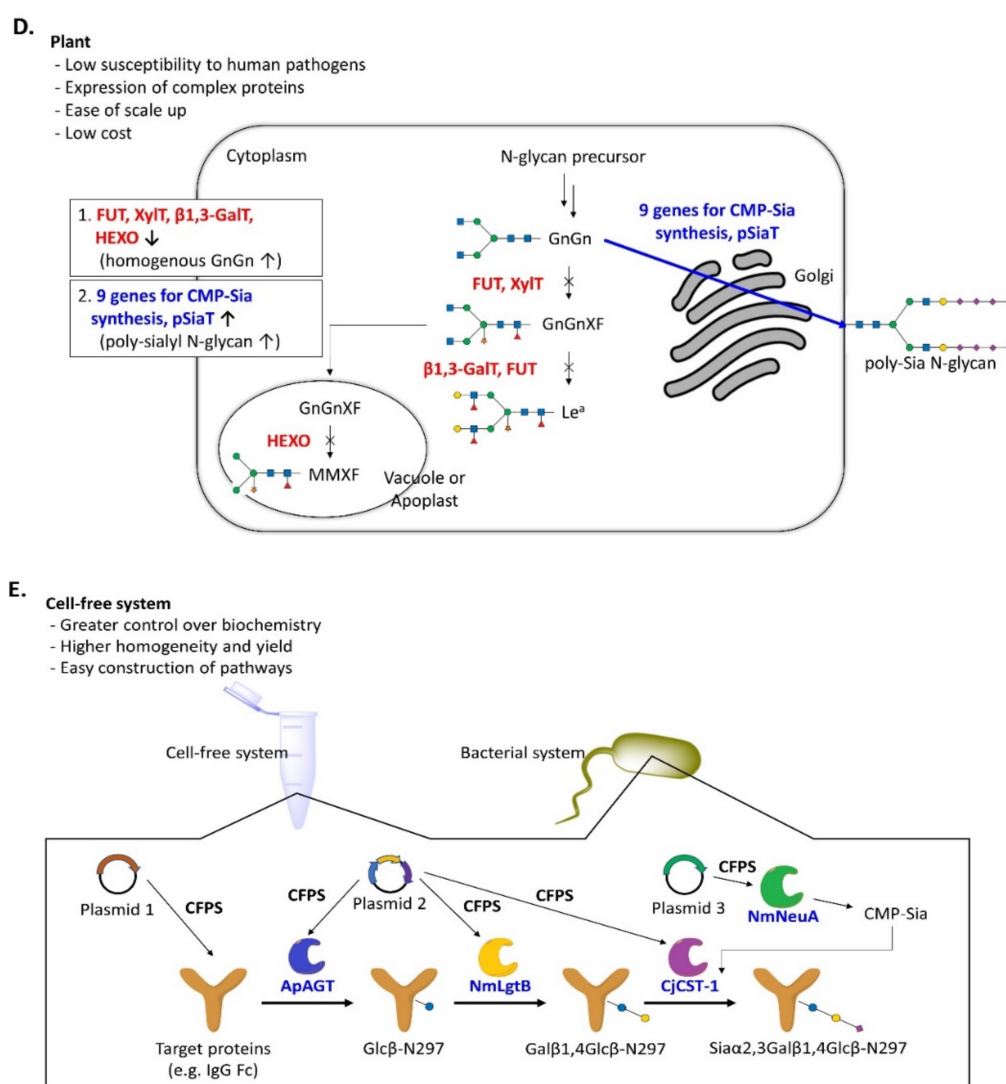 D.
Plant
- Low susceptibility to human pathogens
- Expression of complex proteins
- Ease of scale up
- Low cost
Cytoplasm
N-glycan precursor
1. FUT, XylT, β1,3-GalT,
HEXO ↓
(homogenous GnGn ↑)
2. 9 genes for CMP-Sia
synthesis, pSiaT ↑
(poly-sialyl N-glycan ↑)
GnGn
9 genes for CMP-Sia
synthesis, pSiaT
Golgi
FUT, XylT
GnGnXF
β1,3-GalT, FUT
Leᵃ
poly-Sia N-glycan
GnGnXF
HEXO
MMXF
Vacuole or
Apoplast
E.
Cell-free system
- Greater control over biochemistry
- Higher homogeneity and yield
- Easy construction of pathways
Cell-free system
Bacterial system
Plasmid 1
CFPS
CFPS
Plasmid 2
CFPS
CFPS
Plasmid 3
CFPS
NmNeuA
CMP-Sia
ApAGT
NmLgtB
CjCST-1
Target proteins
(e.g. IgG Fc)
Glcβ-N297
Galβ1,4Glcβ-N297
Siaα2,3Galβ1,4Glcβ-N297